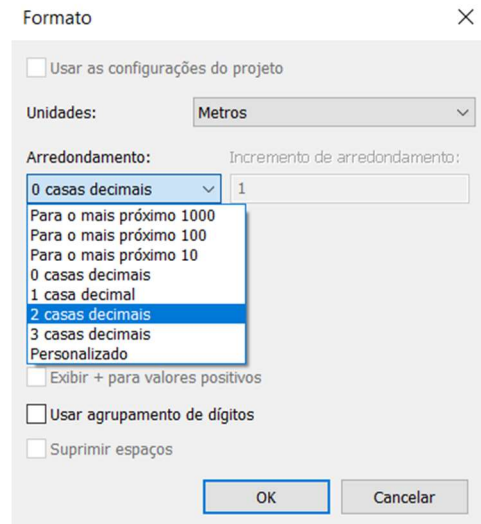 Formato
Usar as configurações do projeto
Unidades: Metros
Arredondamento: Incremento de arredondamento:
0 casas decimais 1
Para o mais próximo 1000
Para o mais próximo 100
Para o mais próximo 10
0 casas decimais
1 casa decimal
2 casas decimais
3 casas decimais
Personalizado
Exibir + para valores positivos
Usar agrupamento de dígitos
Suprimir espaços
OK Cancelar